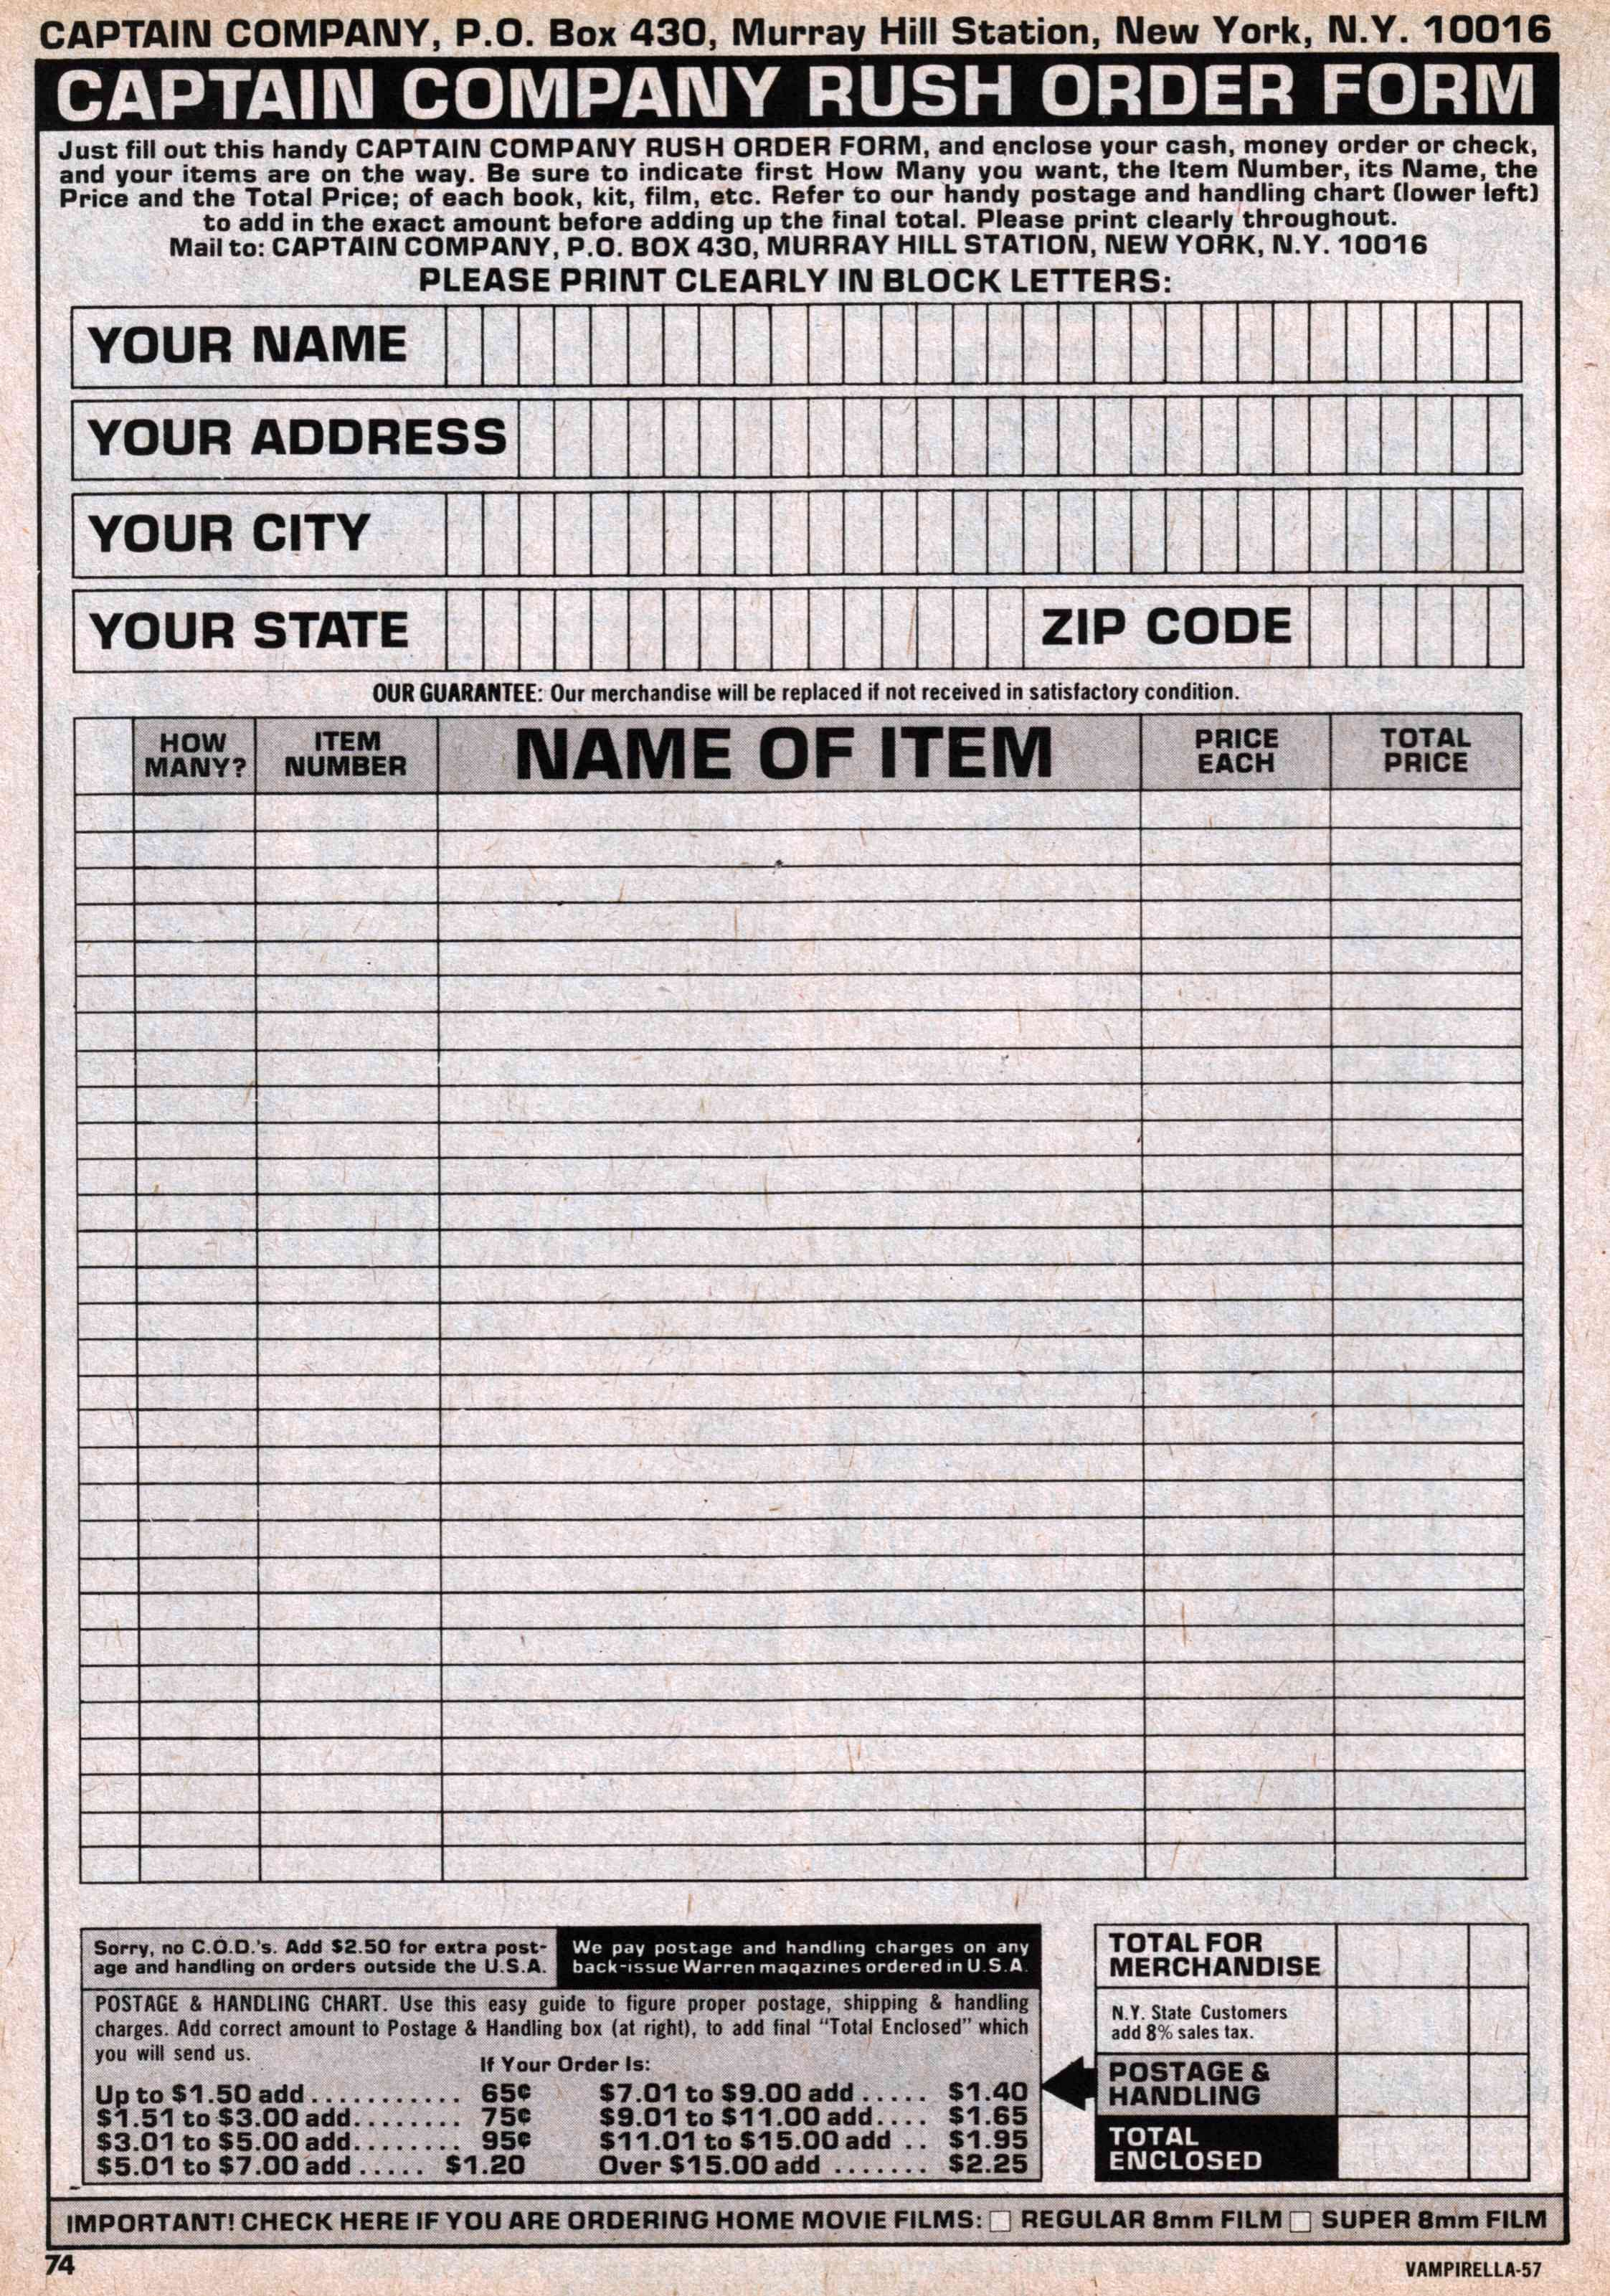 CAPTAIN COMPANY, P.O. Box 430, Murray Hill Station, New York, N.Y. 10016
CAPTAIN COMPANY RUSH ORDER FORM
Just fill out this handy CAPTAIN COMPANY RUSH ORDER FORM, and enclose your cash, money order or check,
and your items are on the way. Be sure to indicate first How Many you want, the Item Number, its Name, the
Price and the Total Price; of each book, kit, film, etc. Refer to our handy postage and handling chart (lower left)
to add in the exact amount before adding up the final total. Please print clearly throughout.
Mail to: CAPTAIN COMPANY, P.O. BOX 430, MURRAY HILL STATION, NEW YORK, N.Y. 10016
PLEASE PRINT CLEARLY IN BLOCK LETTERS:
YOUR NAME
YOUR ADDRESS
YOUR CITY
YOUR STATE ZIP CODE
OUR GUARANTEE: Our merchandise will be replaced if not received in satisfactory condition.
HOW
MANY?
ITEM
NUMBER
NAME OF ITEM
PRICE
EACH
TOTAL
PRICE
Sorry, no C.O.D.'s. Add $2.50 for extra post-
age and handling on orders outside the U.S.A.
We pay postage and handling charges on any
back-issue Warren magazines ordered in U.S.A.
POSTAGE & HANDLING CHART. Use this easy guide to figure proper postage, shipping & handling
charges. Add correct amount to Postage & Handling box (at right), to add final "Total Enclosed" which
you will send us.
If Your Order Is:
Up to $1.50 add............ 65¢
$1.51 to $3.00 add........ 75¢
$3.01 to $5.00 add........ 95¢
$5.01 to $7.00 add ..... $1.20
$7.01 to $9.00 add ..... $1.40
$9.01 to $11.00 add.... $1.65
$11.01 to $15.00 add .. $1.95
Over $15.00 add ....... $2.25
TOTAL FOR
MERCHANDISE
N.Y. State Customers
add 8% sales tax.
POSTAGE &
HANDLING
TOTAL
ENCLOSED
IMPORTANT! CHECK HERE IF YOU ARE ORDERING HOME MOVIE FILMS: □ REGULAR 8mm FILM □ SUPER 8mm FILM
74
VAMPIRELLA-57